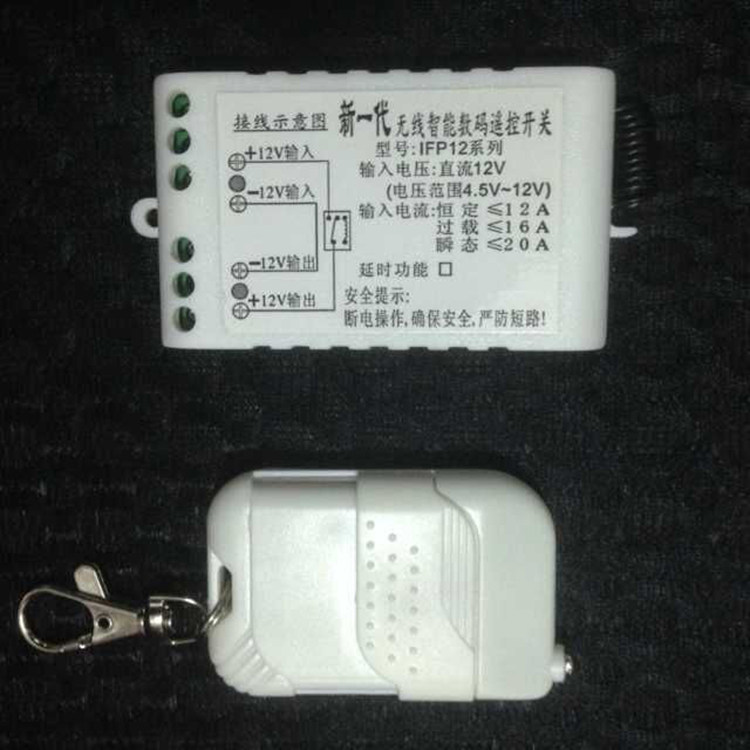 接线示意图
新一代无线智能数码遥控开关
型号:IFP12系列
+12V输入
输入电压:直流12V
-12V输入
(电压范围4.5V~12V)
输入电流:恒定≤12A
过载≤16A
瞬态≤20A
-12V输出
延时功能 □
+12V输出
安全提示:
断电操作,确保安全,严防短路!